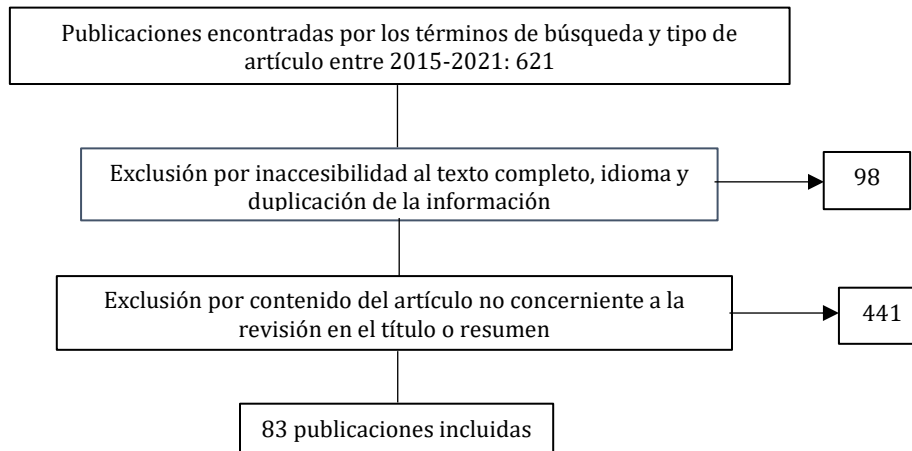 Publicaciones encontradas por los términos de búsqueda y tipo de
artículo entre 2015-2021: 621
Exclusión por inaccesibilidad al texto completo, idioma y
duplicación de la información
98
Exclusión por contenido del artículo no concerniente a la
revisión en el título o resumen
441
83 publicaciones incluidas